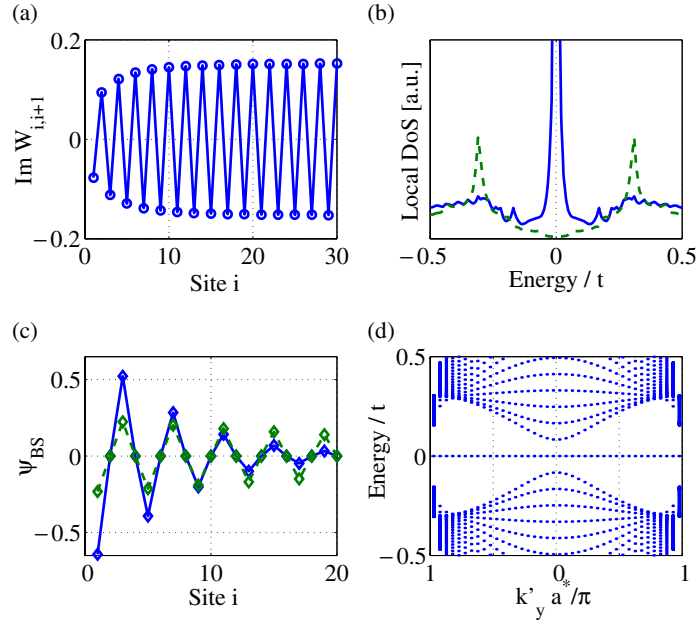 (a)
0.2
0
−0.2
0
10
20
30
Im W_{i,i+1}
Site i
(b)
Local DoS [a.u.]
−0.5
0
0.5
Energy / t
(c)
0.5
0
−0.5
0
10
20
ψ_{BS}
Site i
(d)
0.5
0
−0.5
1
0
1
Energy / t
k'_y a^*/π